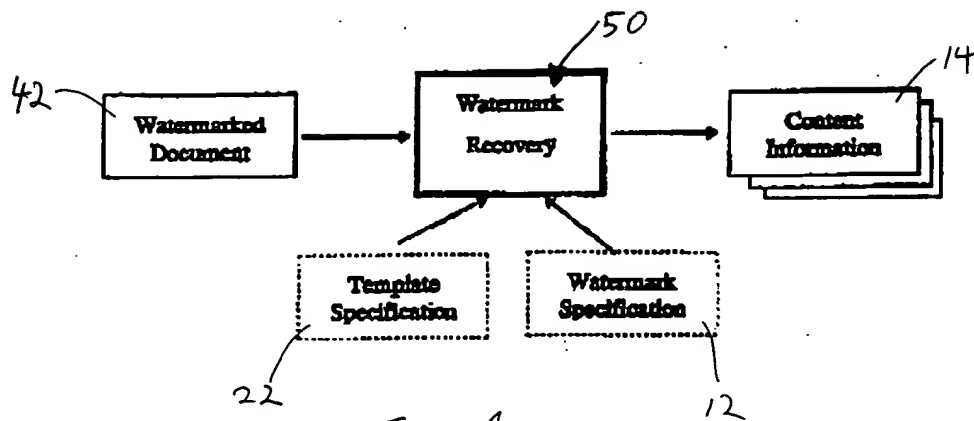 50
14
42
Watermarked
Document
Watermark
Recovery
Content
Information
Template
Specification
Watermark
Specification
22
12